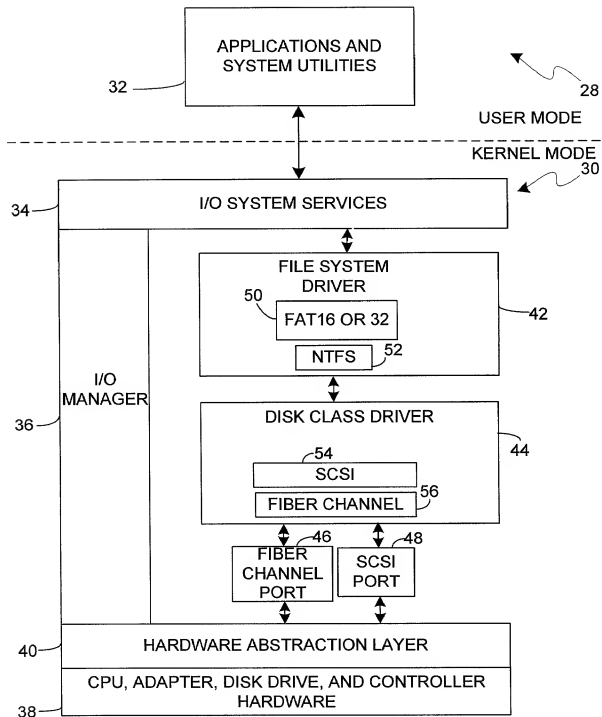 APPLICATIONS AND
SYSTEM UTILITIES
32
28
USER MODE
KERNEL MODE
30
34
I/O SYSTEM SERVICES
FILE SYSTEM
DRIVER
50
FAT16 OR 32
42
52
NTFS
I/O
MANAGER
36
DISK CLASS DRIVER
44
54
SCSI
56
FIBER CHANNEL
46
48
FIBER
CHANNEL
PORT
SCSI
PORT
40
HARDWARE ABSTRACTION LAYER
CPU, ADAPTER, DISK DRIVE, AND CONTROLLER
HARDWARE
38